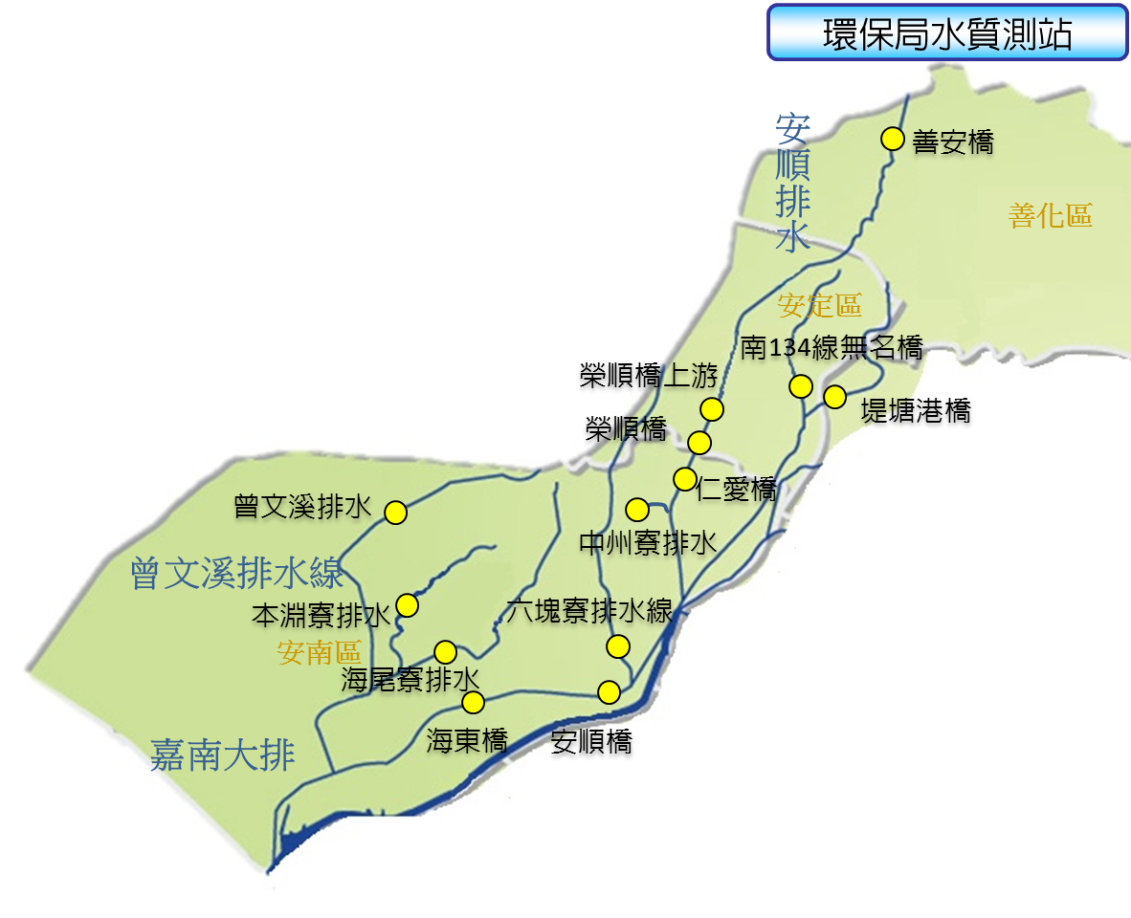 環保局水質測站
安順排水
善安橋
善化區
安定區
南134線無名橋
榮順橋上游
堤塘港橋
榮順橋
仁愛橋
曾文溪排水
中州寮排水
曾文溪排水線
本淵寮排水
六塊寮排水線
安南區
海尾寮排水
海東橋
安順橋
嘉南大排